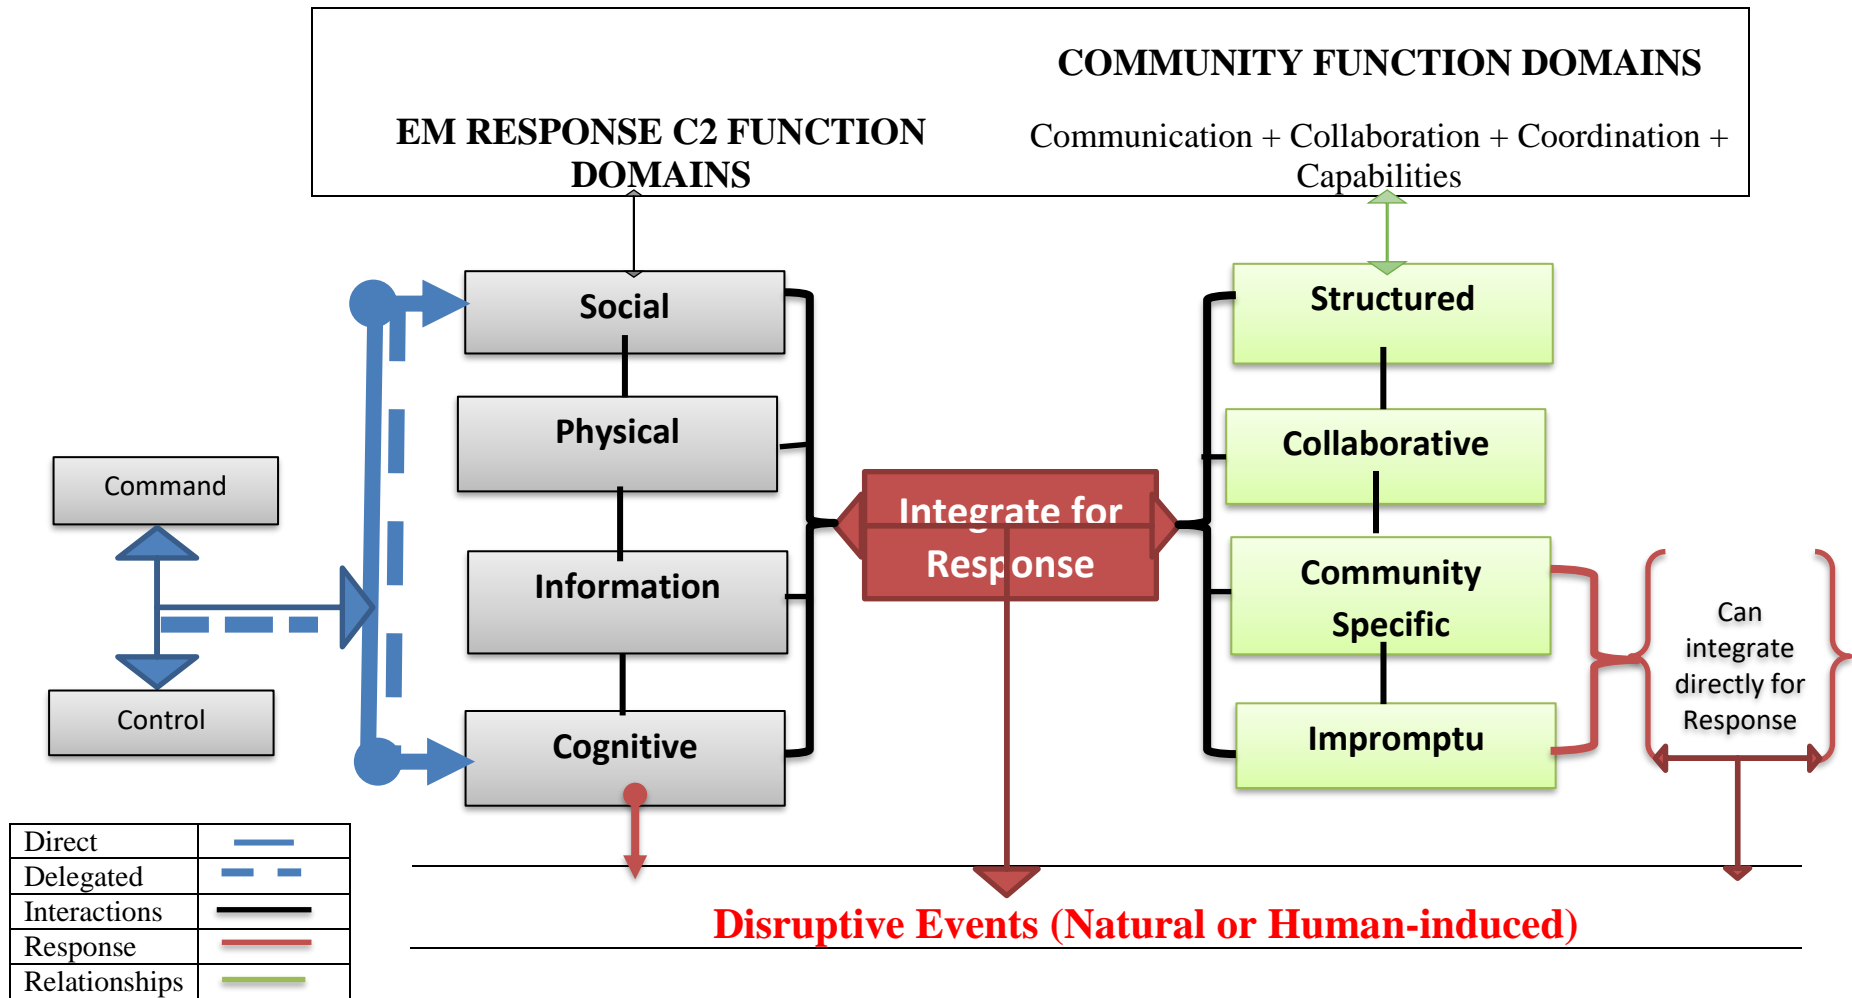 COMMUNITY FUNCTION DOMAINS
EM RESPONSE C2 FUNCTION
DOMAINS
Communication + Collaboration + Coordination +
Capabilities
Social
Physical
Information
Cognitive
Command
Control
Integrate for
Response
Structured
Collaborative
Community
Specific
Impromptu
Can
integrate
directly for
Response
Direct
Delegated
Interactions
Response
Relationships
Disruptive Events (Natural or Human-induced)